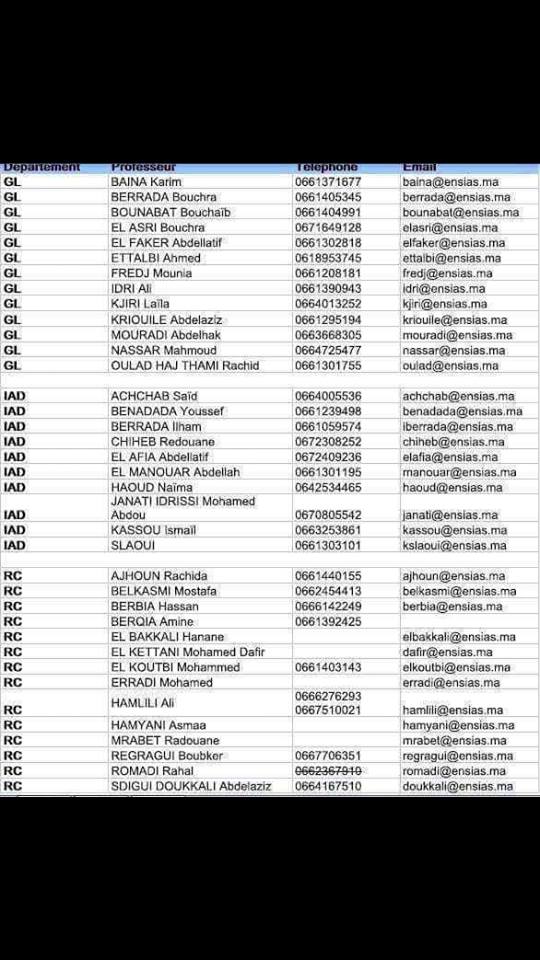 Département Professeur Téléphone Email
GL BAINA Karim 0661371677 baina@ensias.ma
GL BERRADA Bouchra 0661405345 berrada@ensias.ma
GL BOUNABAT Bouchaïb 0661404991 bounabat@ensias.ma
GL EL ASRI Bouchra 0671649128 elasri@ensias.ma
GL EL FAKER Abdellatif 0661302818 elfaker@ensias.ma
GL ETTALBI Ahmed 0618953745 ettalbi@ensias.ma
GL FREDJ Mounia 0661208181 fredj@ensias.ma
GL IDRI Ali 0661390943 idri@ensias.ma
GL KJIRI Laïla 0664013252 kjiri@ensias.ma
GL KRIOUILE Abdelaziz 0661295194 kriouile@ensias.ma
GL MOURADI Abdelhak 0663668305 mouradi@ensias.ma
GL NASSAR Mahmoud 0664725477 nassar@ensias.ma
GL OULAD HAJ THAMI Rachid 0661301755 oulad@ensias.ma
IAD ACHCHAB Saïd 0664005536 achchab@ensias.ma
IAD BENADADA Youssef 0661239498 benadada@ensias.ma
IAD BERRADA Ilham 0661059574 iberrada@ensias.ma
IAD CHIHEB Redouane 0672308252 chiheb@ensias.ma
IAD EL AFIA Abdellatif 0672409236 elafia@ensias.ma
IAD EL MANOUAR Abdellah 0661301195 manouar@ensias.ma
IAD HAOUD Naïma 0642534465 haoud@ensias.ma
JANATI IDRISSI Mohamed
IAD Abdou 0670805542 janati@ensias.ma
IAD KASSOU Ismaïl 0663253861 kassou@ensias.ma
IAD SLAOUI 0661303101 kslaoui@ensias.ma
RC AJHOUN Rachida 0661440155 ajhoun@ensias.ma
RC BELKASMI Mostafa 0662454413 belkasmi@ensias.ma
RC BERBIA Hassan 0666142249 berbia@ensias.ma
RC BERQIA Amine 0661392425
RC EL BAKKALI Hanane elbakkali@ensias.ma
RC EL KETTANI Mohamed Dafir dafir@ensias.ma
RC EL KOUTBI Mohammed 0661403143 elkoutbi@ensias.ma
RC ERRADI Mohamed erradi@ensias.ma
HAMLILI Ali 0666276293
RC 0667510021 hamlili@ensias.ma
RC HAMYANI Asmaa hamyani@ensias.ma
RC MRABET Radouane mrabet@ensias.ma
RC REGRAGUI Boubker 0667706351 regragui@ensias.ma
RC ROMADI Rahal 0662367910 romadi@ensias.ma
RC SDIGUI DOUKKALI Abdelaziz 0664167510 doukkali@ensias.ma